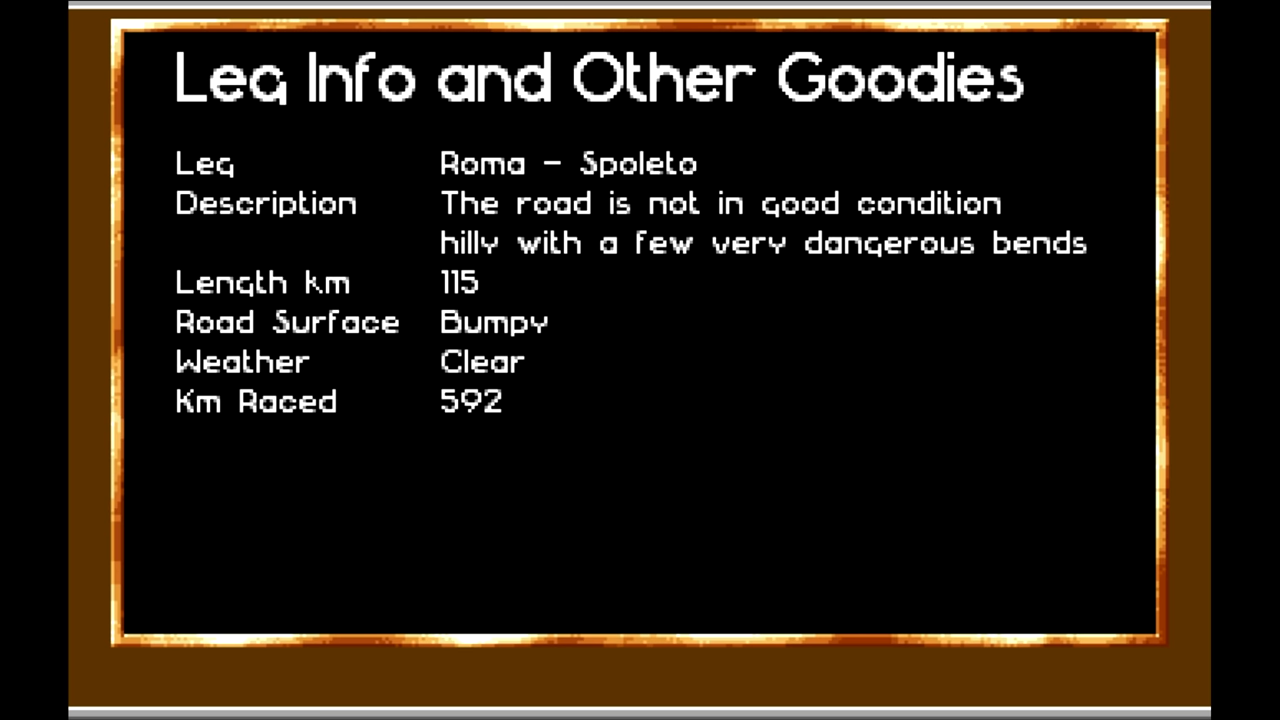 Leg Info and Other Goodies
Leg Roma - Spoleto
Description The road is not in good condition
hilly with a few very dangerous bends
Length km 115
Road Surface Bumpy
Weather Clear
Km Raced 592